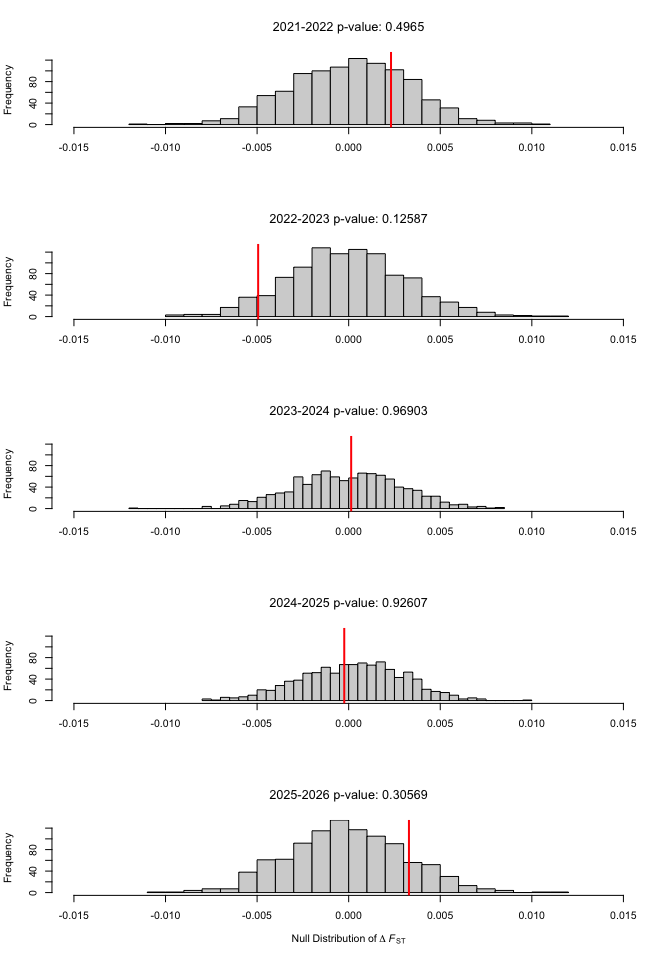 2021-2022 p-value: 0.4965
Frequency
0 40 80
-0.015 -0.010 -0.005 0.000 0.005 0.010 0.015
2022-2023 p-value: 0.12587
Frequency
0 40 80
-0.015 -0.010 -0.005 0.000 0.005 0.010 0.015
2023-2024 p-value: 0.96903
Frequency
0 40 80
-0.015 -0.010 -0.005 0.000 0.005 0.010 0.015
2024-2025 p-value: 0.92607
Frequency
0 40 80
-0.015 -0.010 -0.005 0.000 0.005 0.010 0.015
2025-2026 p-value: 0.30569
Frequency
0 40 80
-0.015 -0.010 -0.005 0.000 0.005 0.010 0.015
Null Distribution of Δ FST